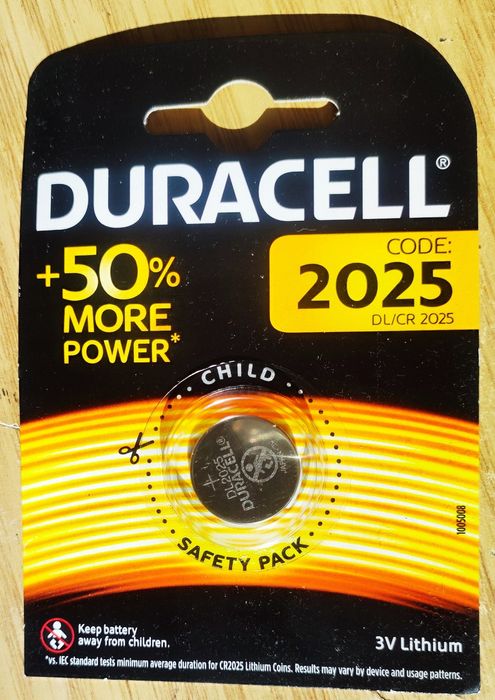 DURACELL®
+50%
MORE
POWER*
CODE:
2025
DL/CR 2025
CHILD
DL2025
DURACELL®
+
SAFETY PACK
1005008
Keep battery
away from children.
3V Lithium
*vs. IEC standard tests minimum average duration for CR2025 Lithium Coins. Results may vary by device and usage patterns.